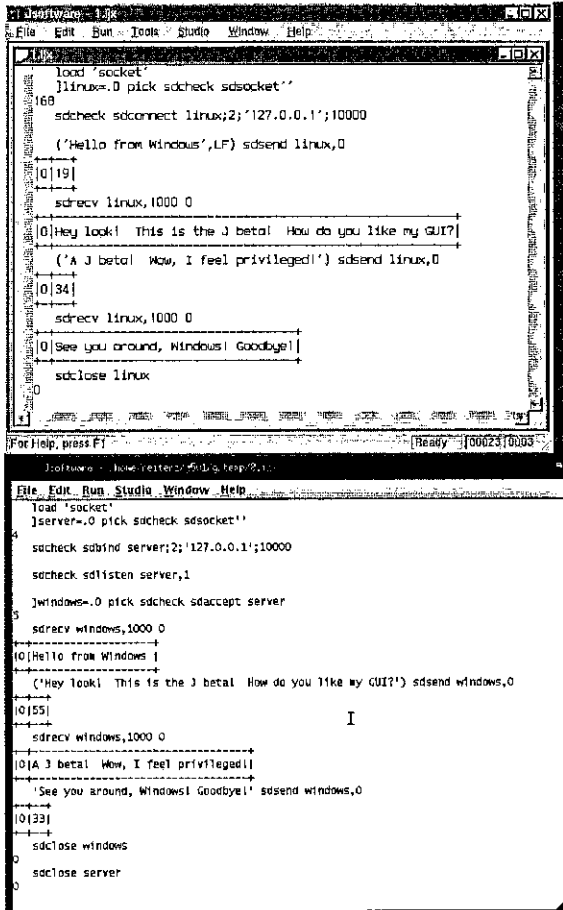 File Edit Run Tools Studio Window Help
load 'socket'
]linux=.0 pick sdcheck sdsocket''
168
sdcheck sdconnect linux;2;'127.0.0.1';10000
('Hello from Windows',LF) sdsend linux,0
|0|19|
sdrecv linux,1000 0
|0|Hey look! This is the J beta! How do you like my GUI?|
('A J beta! Wow, I feel privileged!') sdsend linux,0
|0|34|
sdrecv linux,1000 0
|0|See you around, Windows! Goodbye!|
sdclose linux
0
For Help, press F1 Ready
File Edit Run Studio Window Help
load 'socket'
]server=.0 pick sdcheck sdsocket''
4
sdcheck sdbind server;2;'127.0.0.1';10000
sdcheck sdlisten server,1
]windows=.0 pick sdcheck sdaccept server
5
sdrecv windows,1000 0
|0|Hello from Windows |
('Hey look! This is the J beta! How do you like my GUI?') sdsend windows,0
|0|55|
sdrecv windows,1000 0
|0|A J beta! Wow, I feel privileged!|
'See you around, Windows! Goodbye!' sdsend windows,0
|0|33|
sdclose windows
0
sdclose server
0